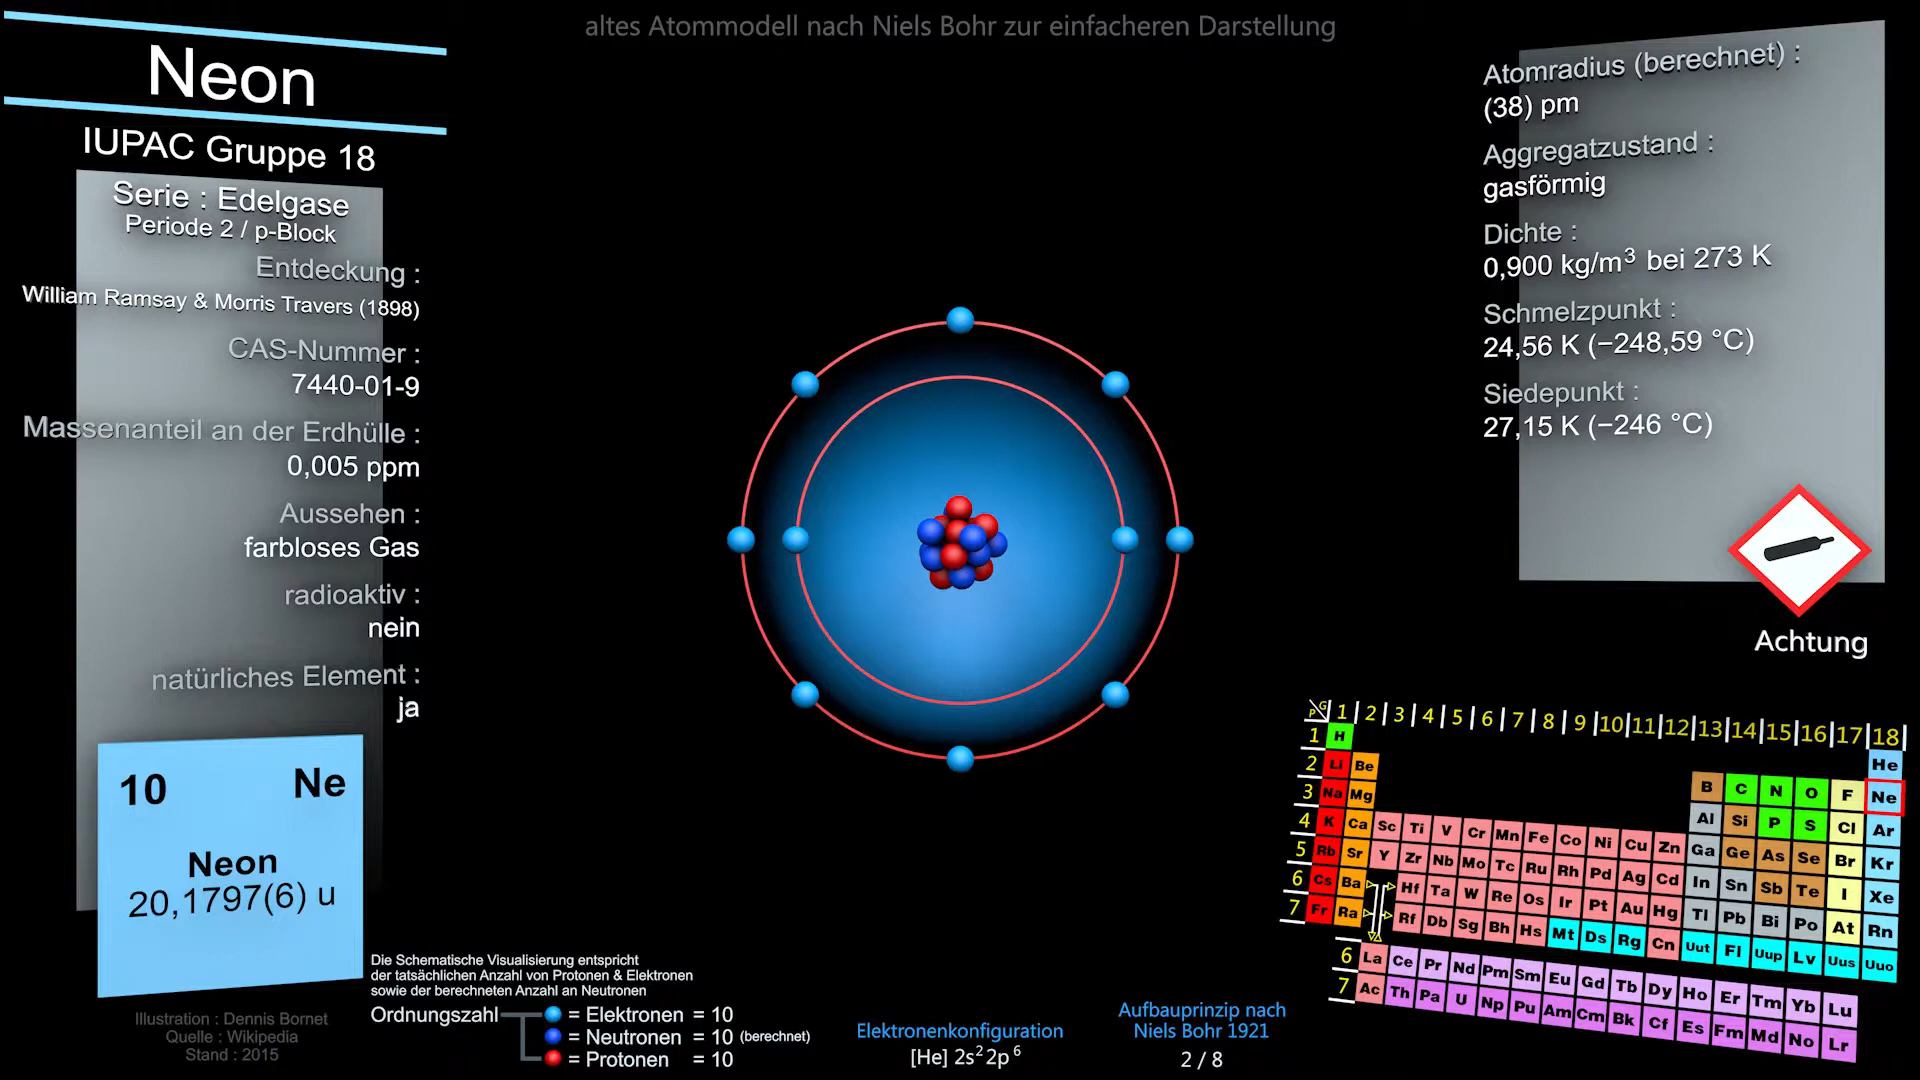 altes Atommodell nach Niels Bohr zur einfacheren Darstellung
Neon
IUPAC Gruppe 18
Serie : Edelgase
Periode 2 / p-Block
Entdeckung :
William Ramsay & Morris Travers (1898)
CAS-Nummer :
7440-01-9
Massenanteil an der Erdhülle :
0,005 ppm
Aussehen :
farbloses Gas
radioaktiv :
nein
natürliches Element :
ja
10 Ne
Neon
20,1797(6) u
Illustration : Dennis Bornet
Quelle : Wikipedia
Stand : 2015
Die Schematische Visualisierung entspricht
der tatsächlichen Anzahl von Protonen & Elektronen
sowie der berechneten Anzahl an Neutronen
Ordnungszahl = Elektronen = 10
= Neutronen = 10 (berechnet)
= Protonen = 10
Elektronenkonfiguration
[He] 2s² 2p⁶
Aufbauprinzip nach
Niels Bohr 1921
2 / 8
Atomradius (berechnet) :
(38) pm
Aggregatzustand :
gasförmig
Dichte :
0,900 kg/m³ bei 273 K
Schmelzpunkt :
24,56 K (−248,59 °C)
Siedepunkt :
27,15 K (−246 °C)
Achtung
P G 1 2 3 4 5 6 7 8 9 10 11 12 13 14 15 16 17 18
1 H He
2 Li Be B C N O F Ne
3 Na Mg Al Si P S Cl Ar
4 K Ca Sc Ti V Cr Mn Fe Co Ni Cu Zn Ga Ge As Se Br Kr
5 Rb Sr Y Zr Nb Mo Tc Ru Rh Pd Ag Cd In Sn Sb Te I Xe
6 Cs Ba Hf Ta W Re Os Ir Pt Au Hg Tl Pb Bi Po At Rn
7 Fr Ra Rf Db Sg Bh Hs Mt Ds Rg Cn Uut Fl Uup Lv Uus Uuo
6 La Ce Pr Nd Pm Sm Eu Gd Tb Dy Ho Er Tm Yb Lu
7 Ac Th Pa U Np Pu Am Cm Bk Cf Es Fm Md No Lr